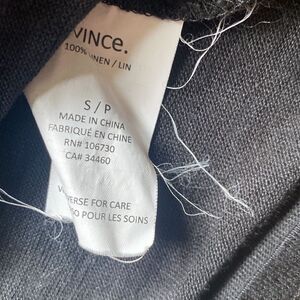 VINCE.
100% LINEN / LIN
S / P
MADE IN CHINA
FABRIQUÉ EN CHINE
RN# 106730
CA# 34460
FOR CARE
POUR LES SOINS